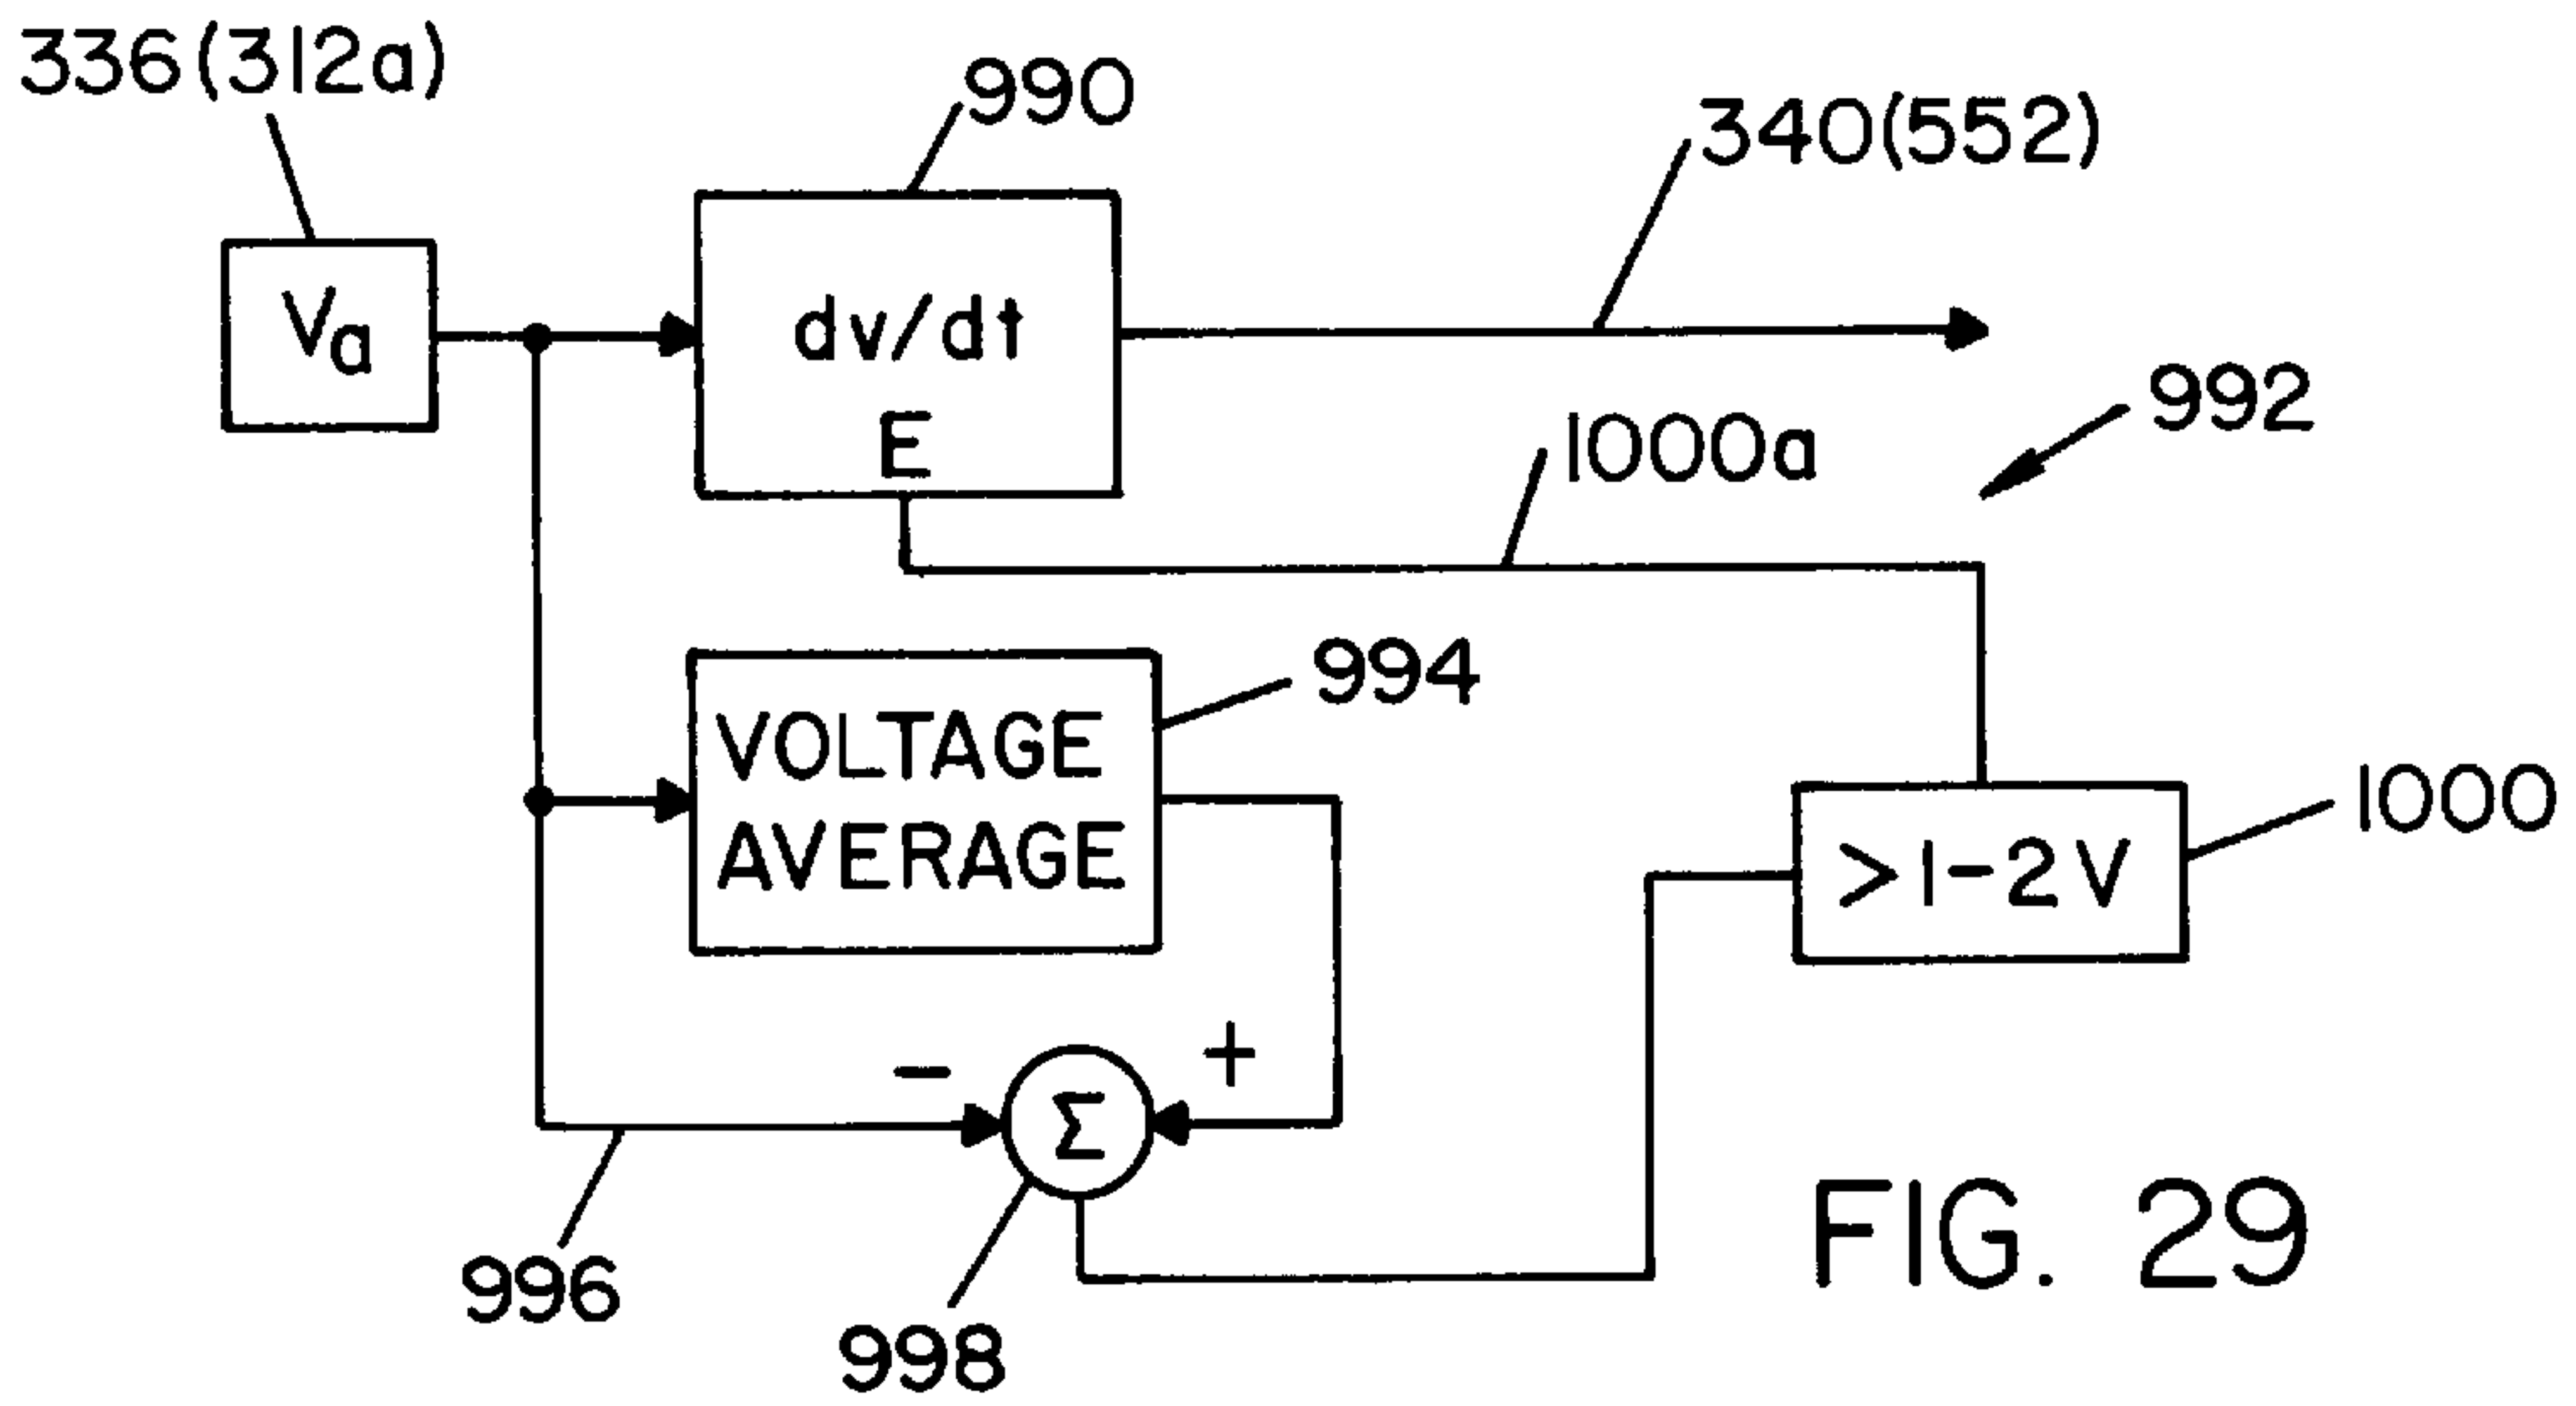 336(312a)
990
340(552)
Va
dv/dt
E
992
1000a
994
VOLTAGE
AVERAGE
1000
>1-2V
-
+
Σ
996
998
FIG. 29